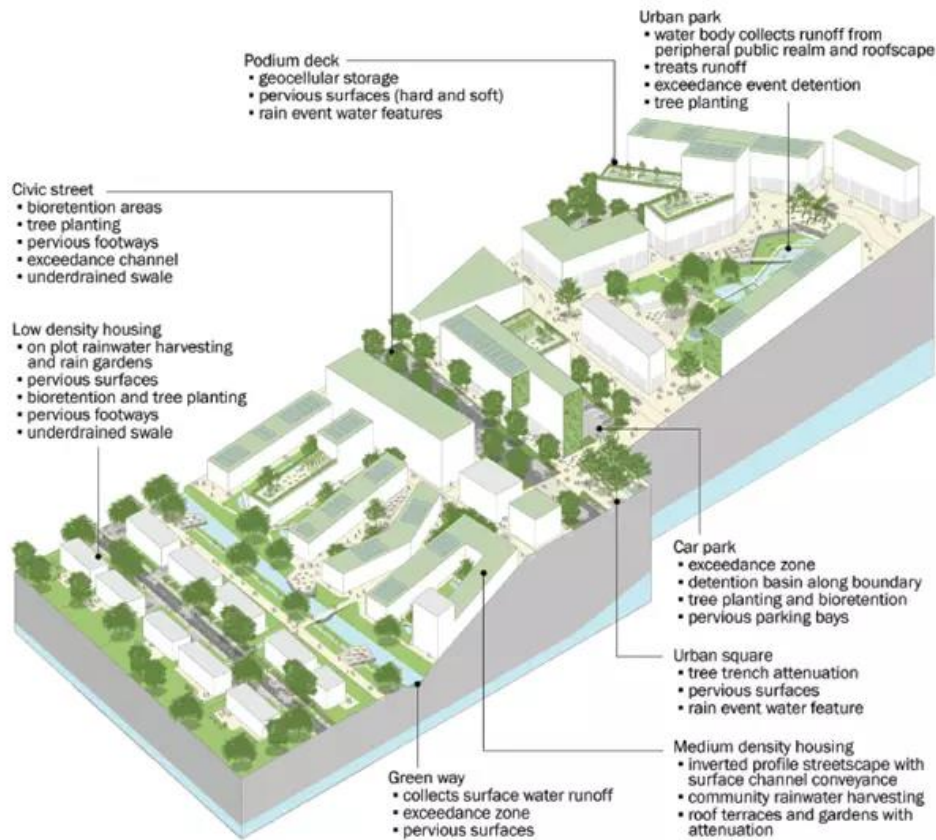 Urban park
▪ water body collects runoff from
peripheral public realm and roofscape
▪ treats runoff
▪ exceedance event detention
▪ tree planting
Podium deck
▪ geocellular storage
▪ pervious surfaces (hard and soft)
▪ rain event water features
Civic street
▪ bioretention areas
▪ tree planting
▪ pervious footways
▪ exceedance channel
▪ underdrained swale
Low density housing
▪ on plot rainwater harvesting
and rain gardens
▪ pervious surfaces
▪ bioretention and tree planting
▪ pervious footways
▪ underdrained swale
Car park
▪ exceedance zone
▪ detention basin along boundary
▪ tree planting and bioretention
▪ pervious parking bays
Urban square
▪ tree trench attenuation
▪ pervious surfaces
▪ rain event water feature
Medium density housing
▪ inverted profile streetscape with
surface channel conveyance
▪ community rainwater harvesting
▪ roof terraces and gardens with
attenuation
Green way
▪ collects surface water runoff
▪ exceedance zone
▪ pervious surfaces